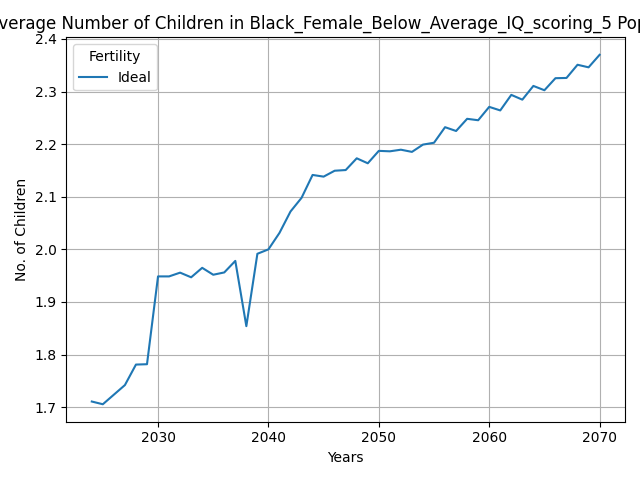 verage Number of Children in Black_Female_Below_Average_IQ_scoring_5 Pop
2.4
2.3
2.2
2.1
2.0
1.9
1.8
1.7
No. of Children
Fertility
Ideal
2030 2040 2050 2060 2070
Years